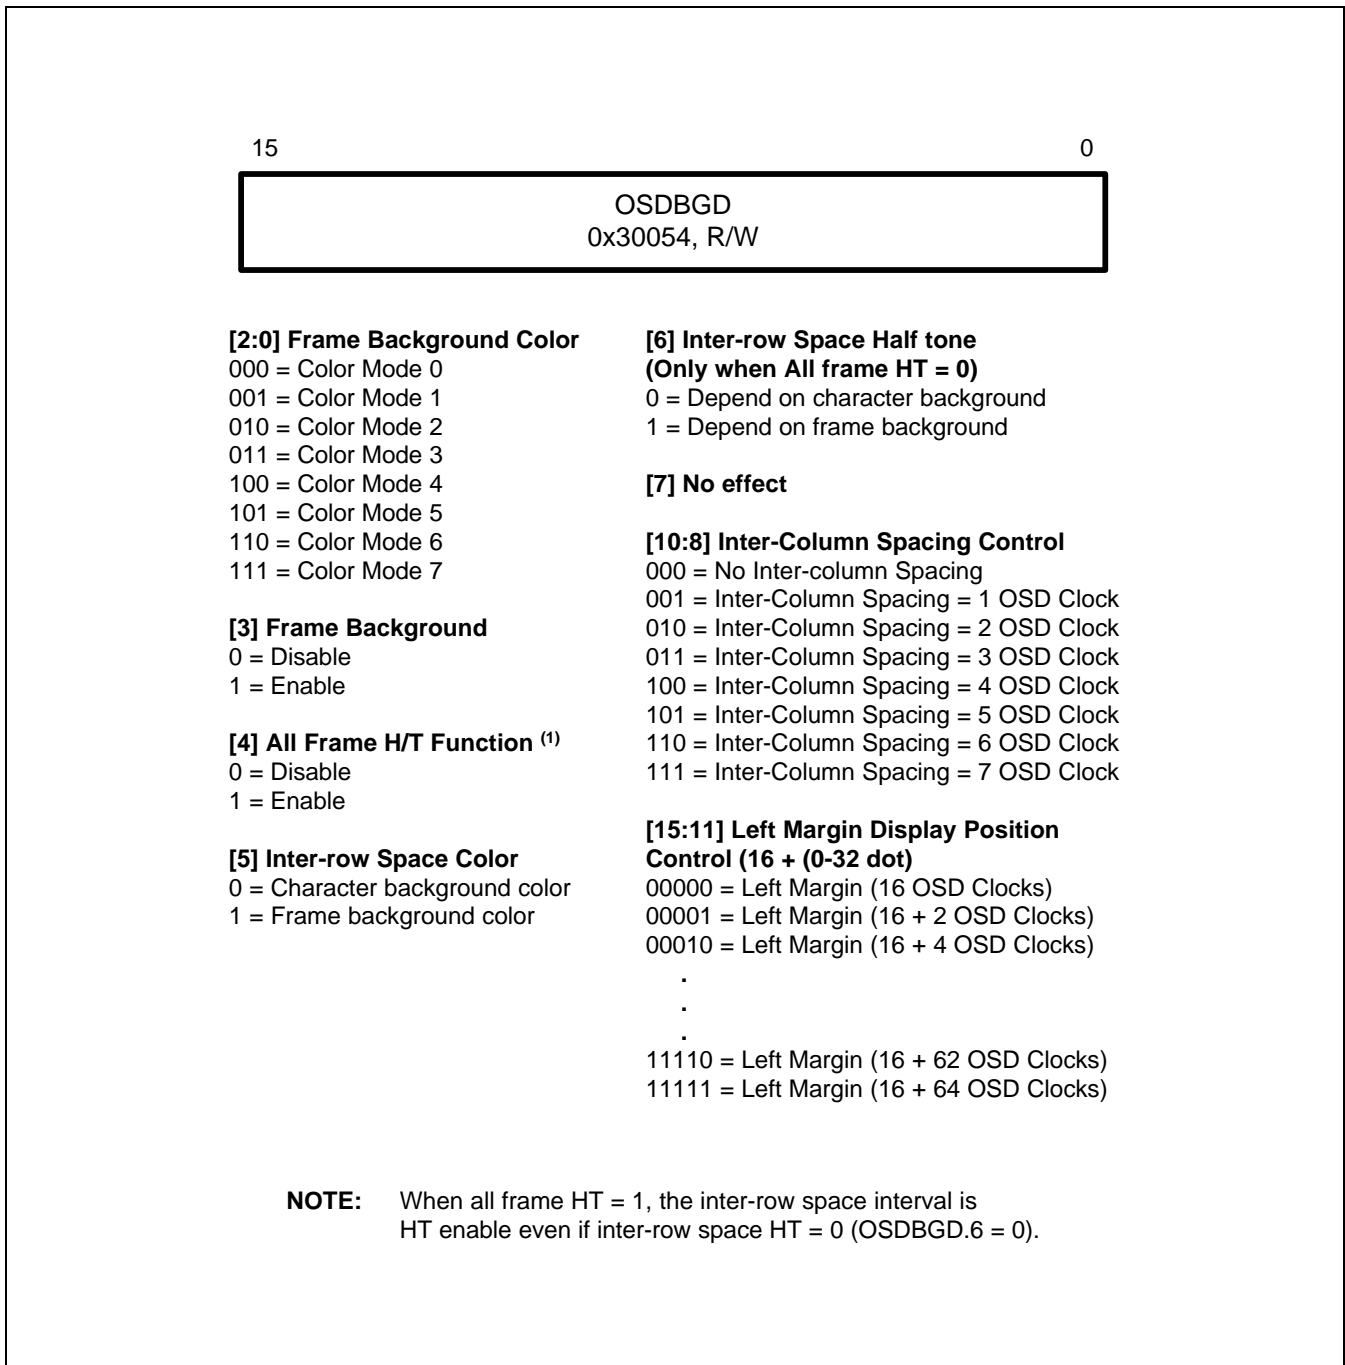 15 0
OSDBGD
0x30054, R/W
[2:0] Frame Background Color
000 = Color Mode 0
001 = Color Mode 1
010 = Color Mode 2
011 = Color Mode 3
100 = Color Mode 4
101 = Color Mode 5
110 = Color Mode 6
111 = Color Mode 7
[3] Frame Background
0 = Disable
1 = Enable
[4] All Frame H/T Function (1)
0 = Disable
1 = Enable
[5] Inter-row Space Color
0 = Character background color
1 = Frame background color
[6] Inter-row Space Half tone
(Only when All frame HT = 0)
0 = Depend on character background
1 = Depend on frame background
[7] No effect
[10:8] Inter-Column Spacing Control
000 = No Inter-column Spacing
001 = Inter-Column Spacing = 1 OSD Clock
010 = Inter-Column Spacing = 2 OSD Clock
011 = Inter-Column Spacing = 3 OSD Clock
100 = Inter-Column Spacing = 4 OSD Clock
101 = Inter-Column Spacing = 5 OSD Clock
110 = Inter-Column Spacing = 6 OSD Clock
111 = Inter-Column Spacing = 7 OSD Clock
[15:11] Left Margin Display Position
Control (16 + (0-32 dot)
00000 = Left Margin (16 OSD Clocks)
00001 = Left Margin (16 + 2 OSD Clocks)
00010 = Left Margin (16 + 4 OSD Clocks)
.
.
.
11110 = Left Margin (16 + 62 OSD Clocks)
11111 = Left Margin (16 + 64 OSD Clocks)
NOTE: When all frame HT = 1, the inter-row space interval is
HT enable even if inter-row space HT = 0 (OSDBGD.6 = 0).